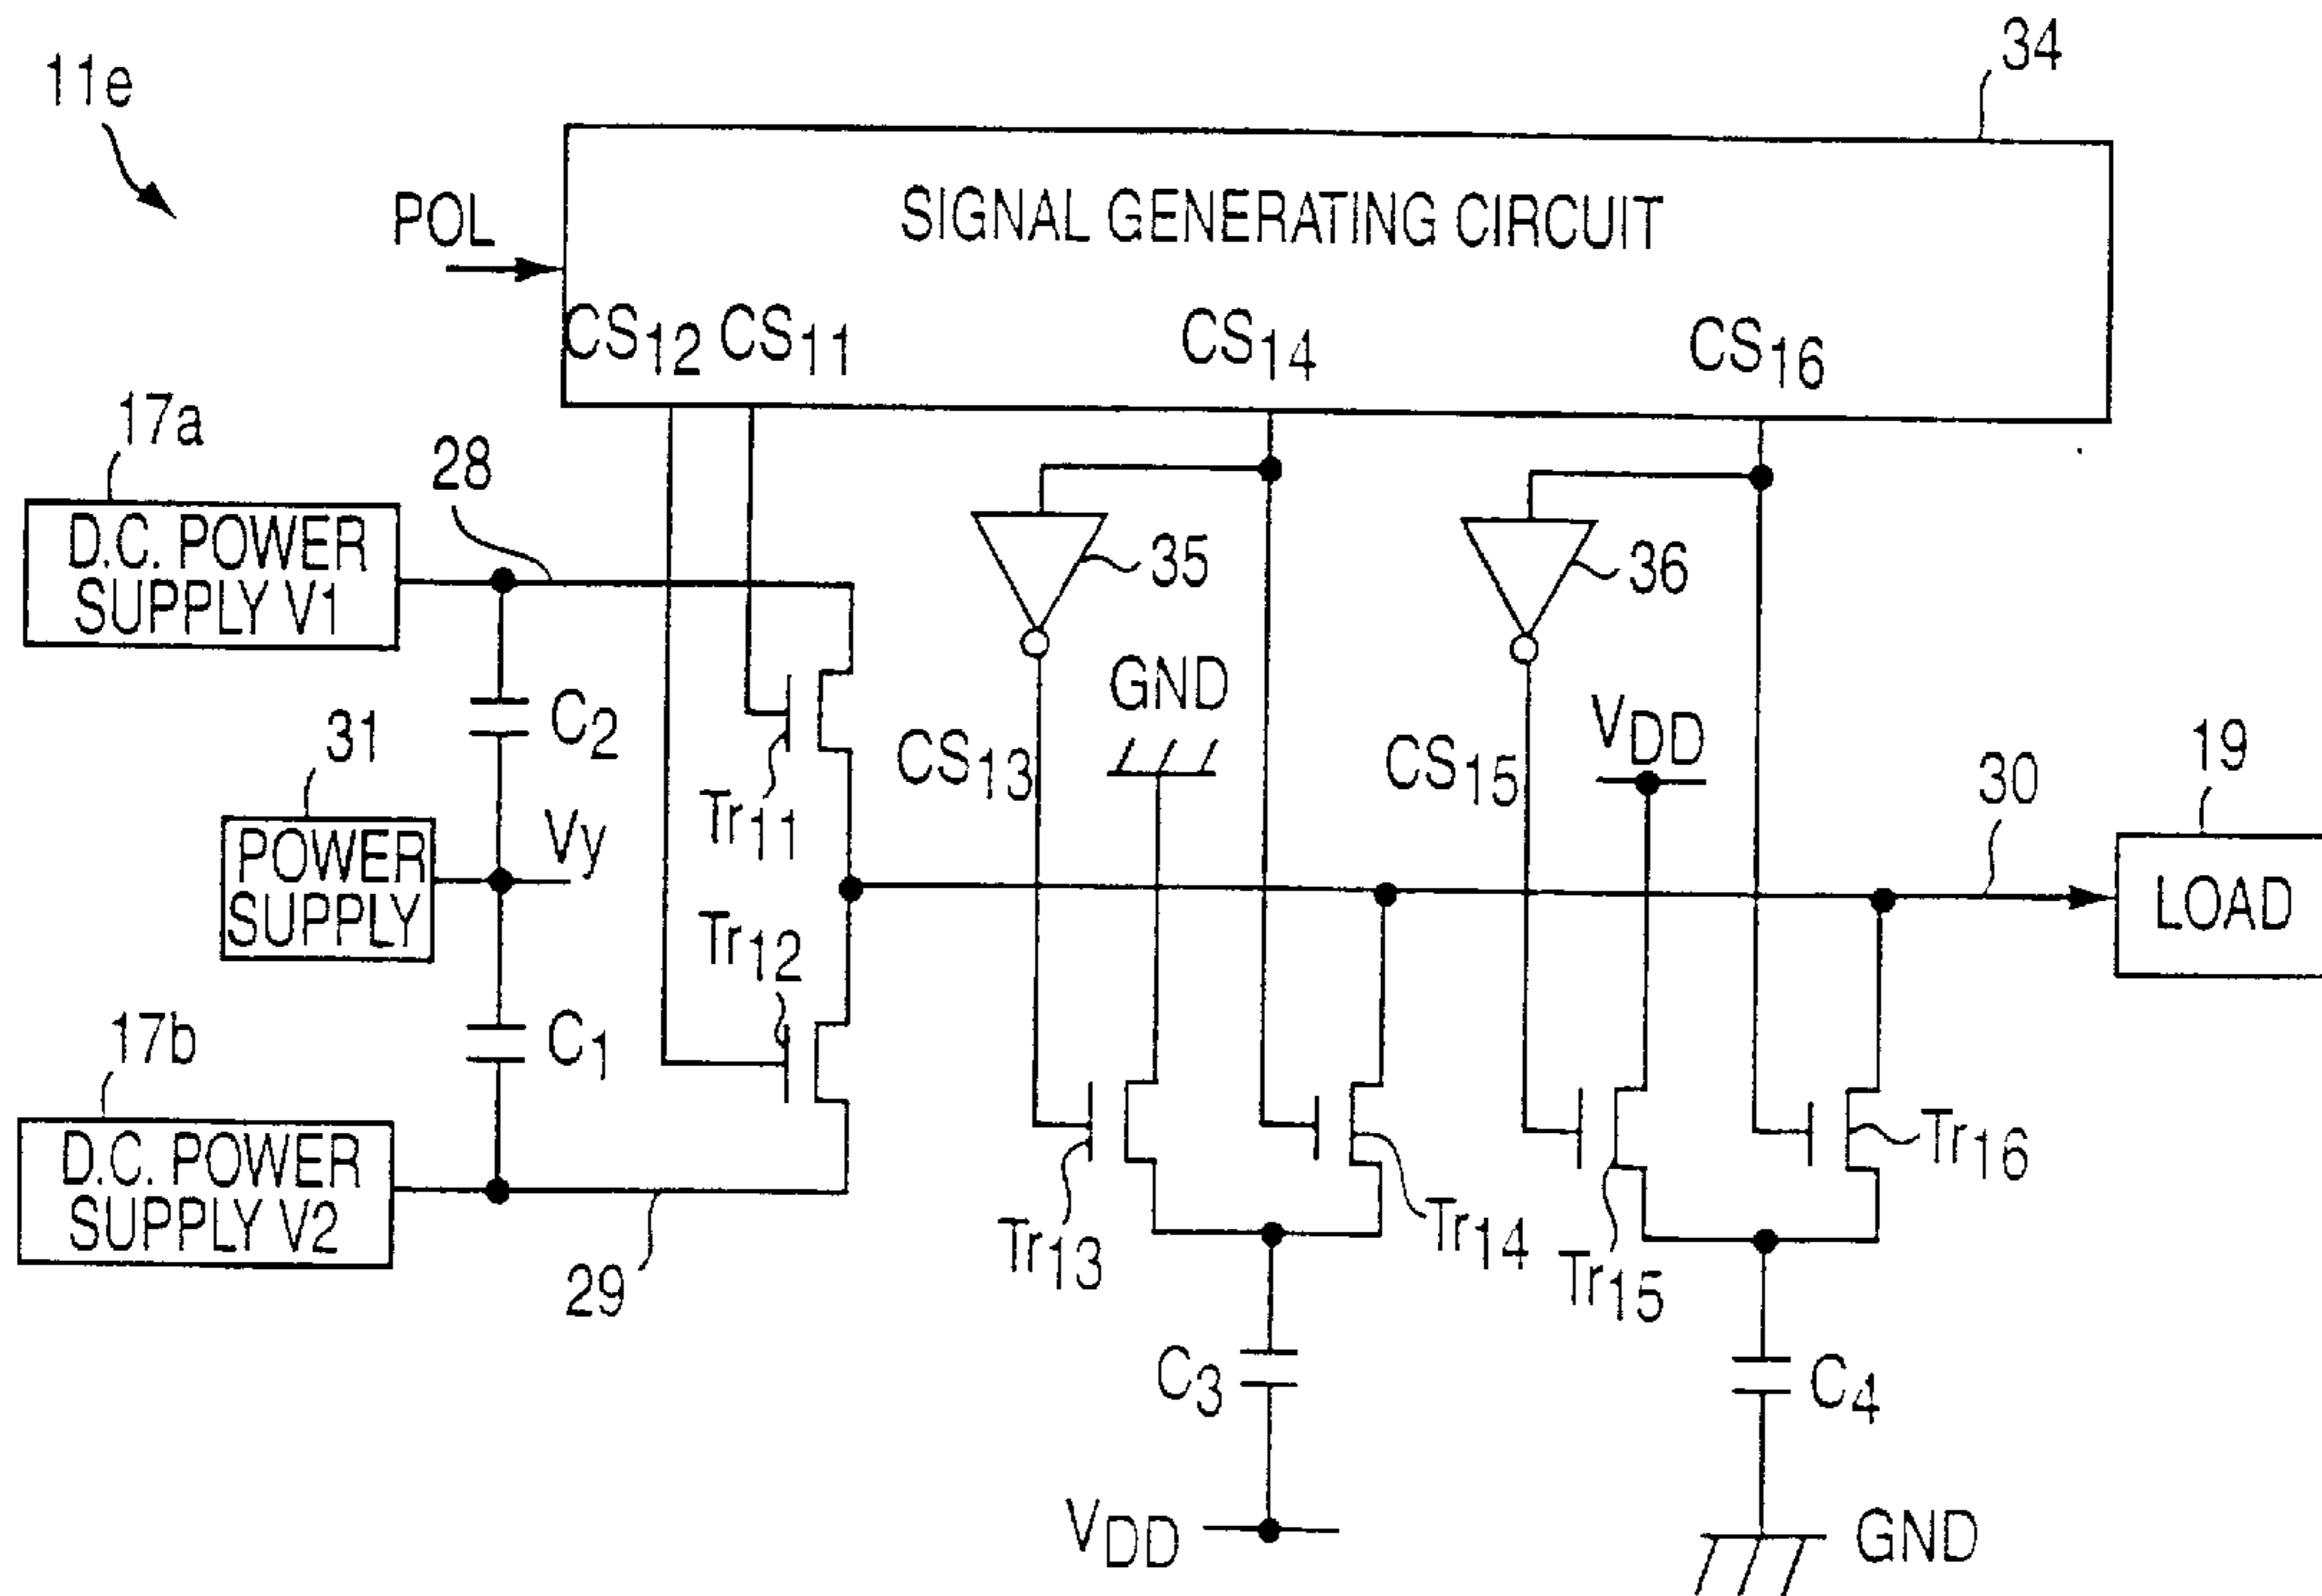 11e
34
POL
SIGNAL GENERATING CIRCUIT
CS12 CS11 CS14 CS16
17a
28
D.C. POWER
SUPPLY V1
35
36
GND
VDD
C2
CS13
CS15
31
Tr11
30
19
POWER
SUPPLY
Vy
LOAD
Tr12
17b
C1
D.C. POWER
SUPPLY V2
Tr16
29
Tr13
Tr14
Tr15
C3
C4
VDD
GND